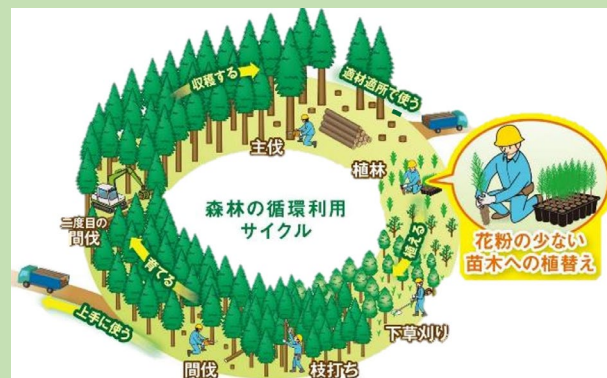 収穫する
適材適所で使う
主伐
植林
森林の循環利用
サイクル
二度目の
間伐
植える
育てる
花粉の少ない
苗木への植替え
上手に使う
下草刈り
間伐
枝打ち